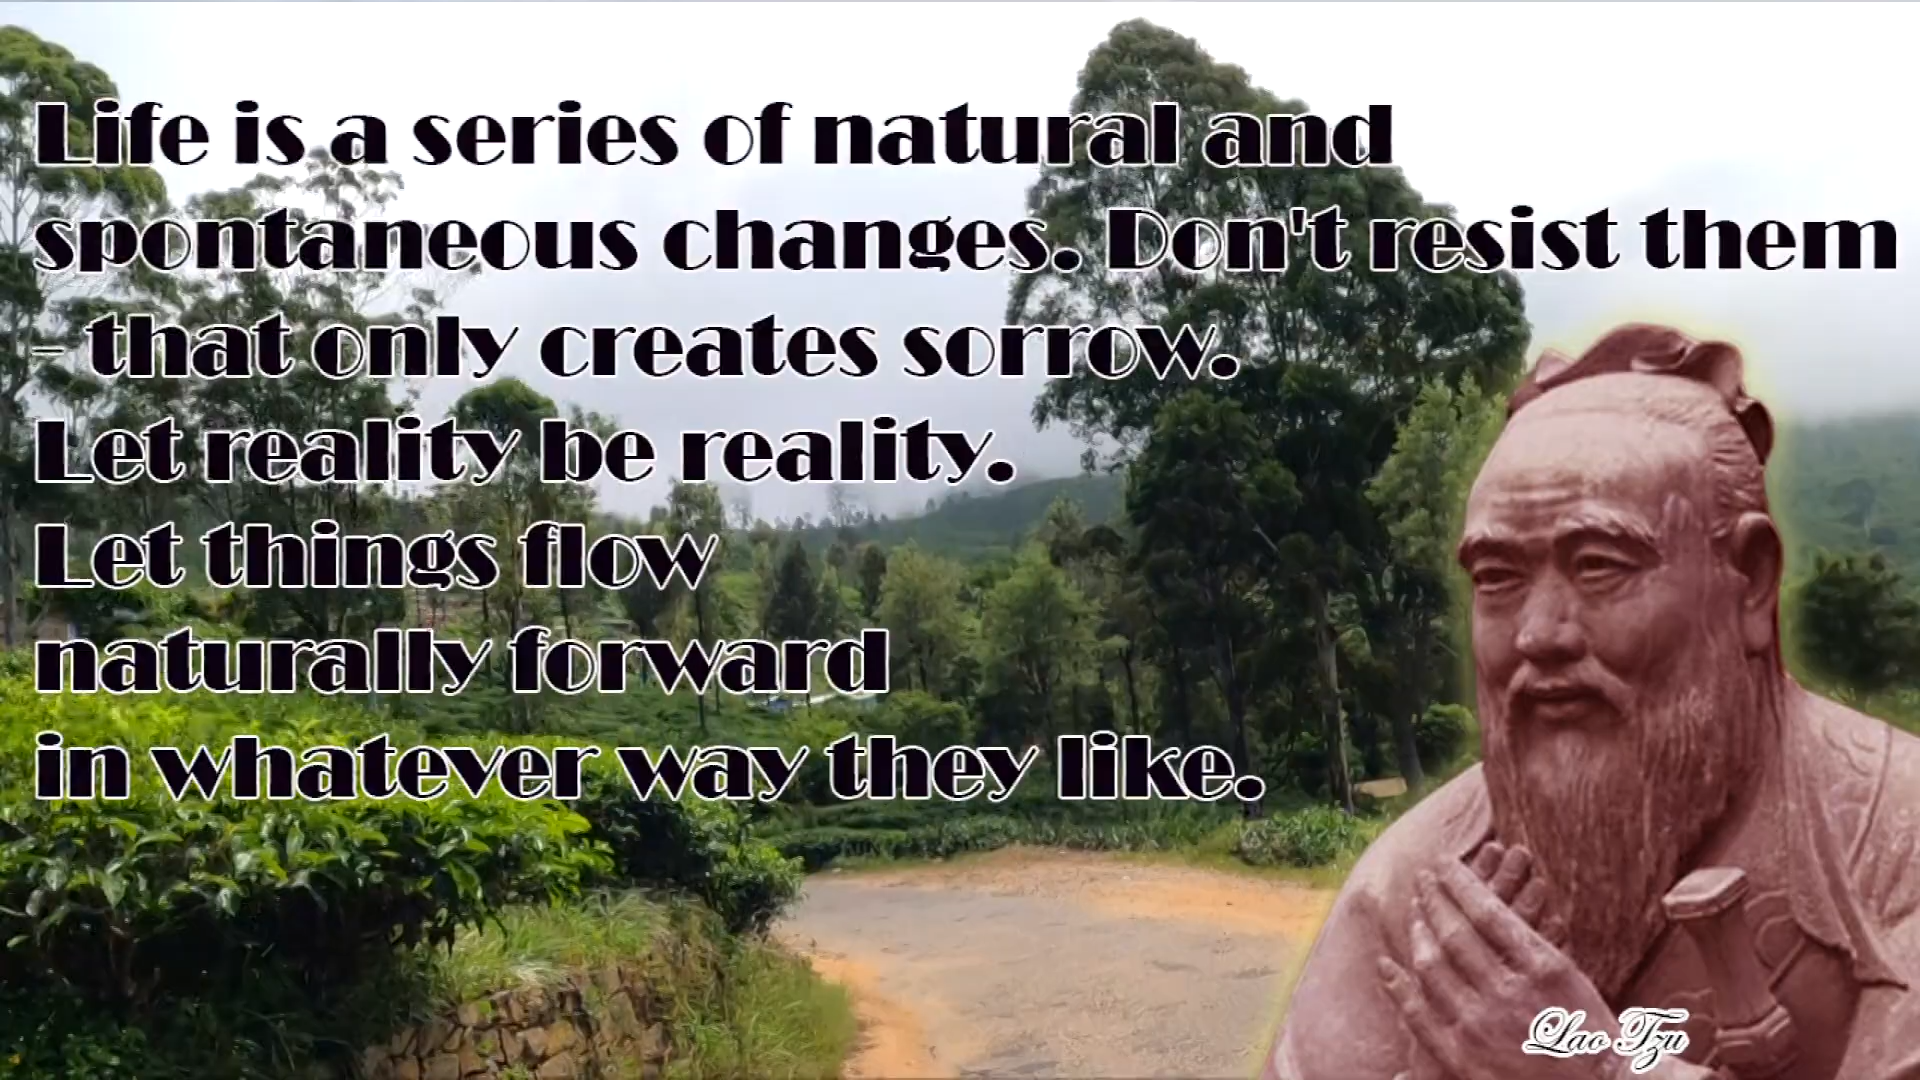 Life is a series of natural and
spontaneous changes. Don't resist them
- that only creates sorrow.
Let reality be reality.
Let things flow
naturally forward
in whatever way they like.
Lao Tzu